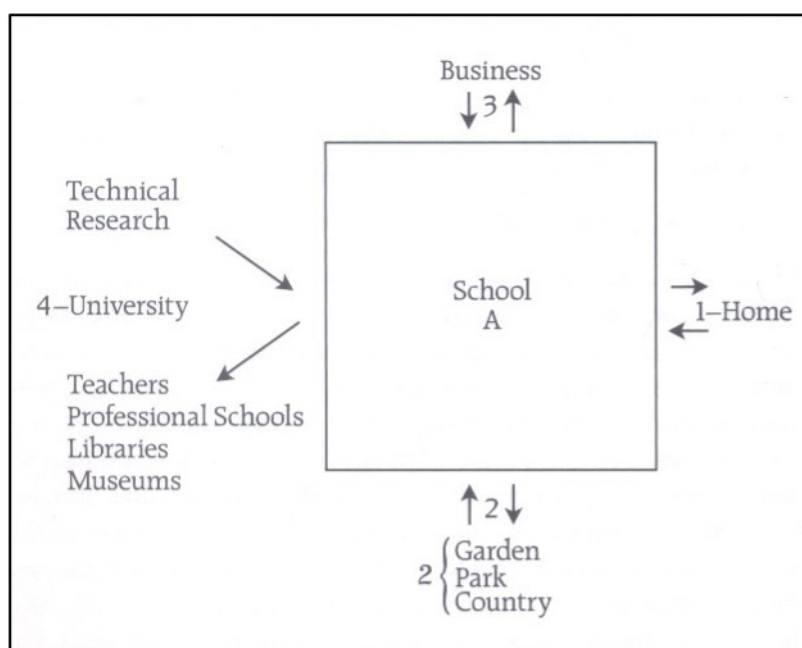 Business
3
Technical
Research
School
A
4–University
1–Home
Teachers
Professional Schools
Libraries
Museums
2
2 { Garden
Park
Country